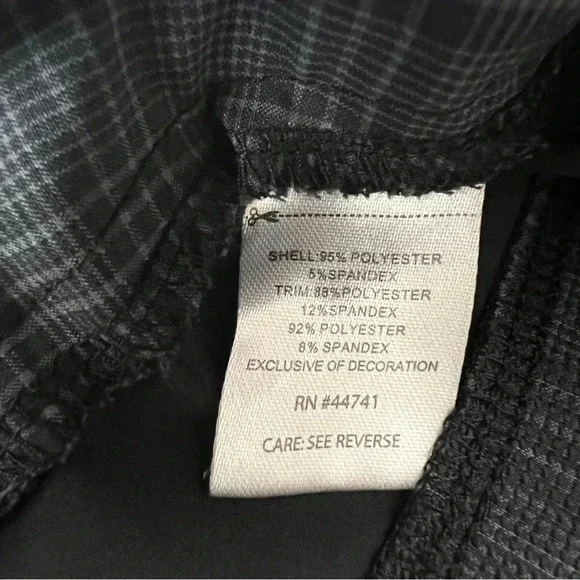 SHELL:95% POLYESTER
5%SPANDEX
TRIM:88%POLYESTER
12%SPANDEX
92% POLYESTER
8% SPANDEX
EXCLUSIVE OF DECORATION
RN #44741
CARE: SEE REVERSE